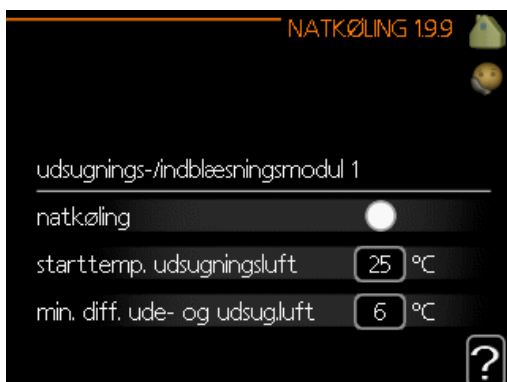 NATKØLING 1.9.9
udsugnings-/indblæsningsmodul 1
natkøling
starttemp. udsugningsluft 25 °C
min. diff. ude- og udsug.luft 6 °C
?